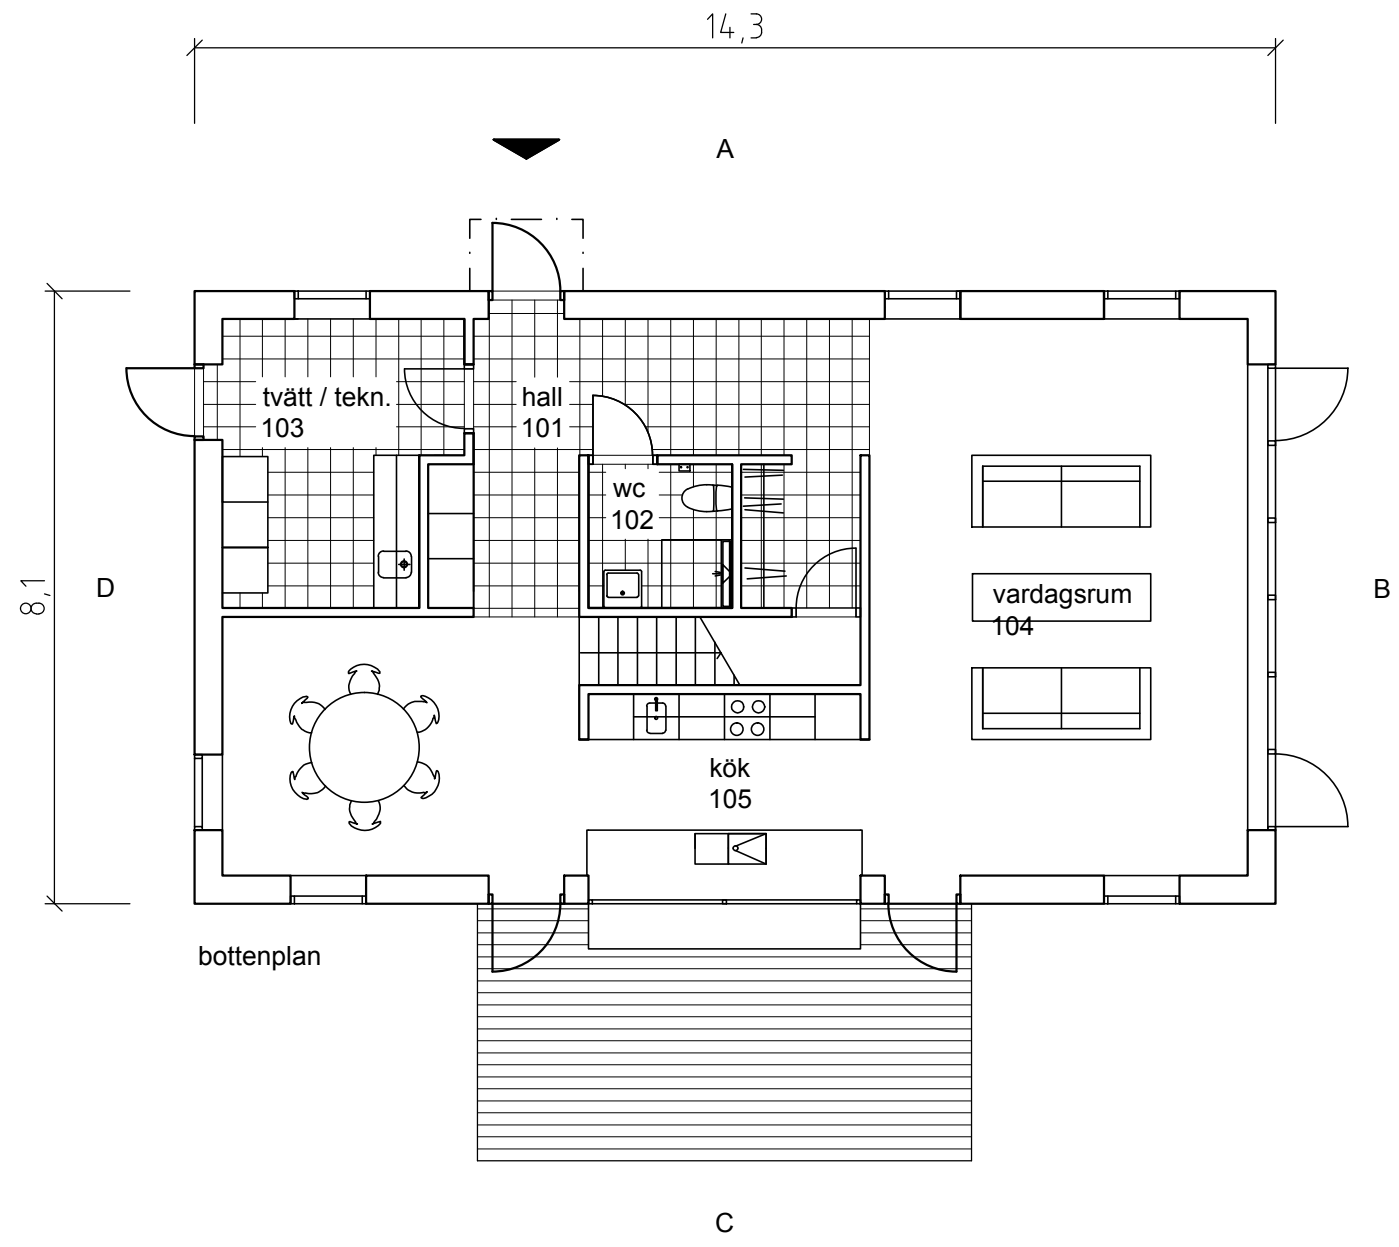 14,3
A
tvätt / tekn.
103
hall
101
wc
102
8,1
D
vardagsrum
104
B
kök
105
bottenplan
C